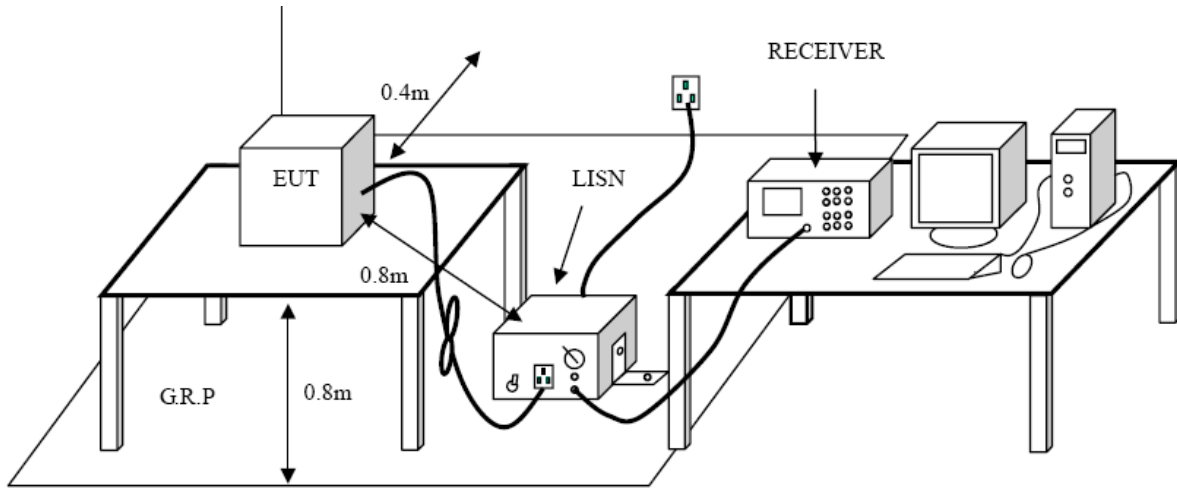 RECEIVER
0.4m
EUT
LISN
0.8m
G.R.P
0.8m